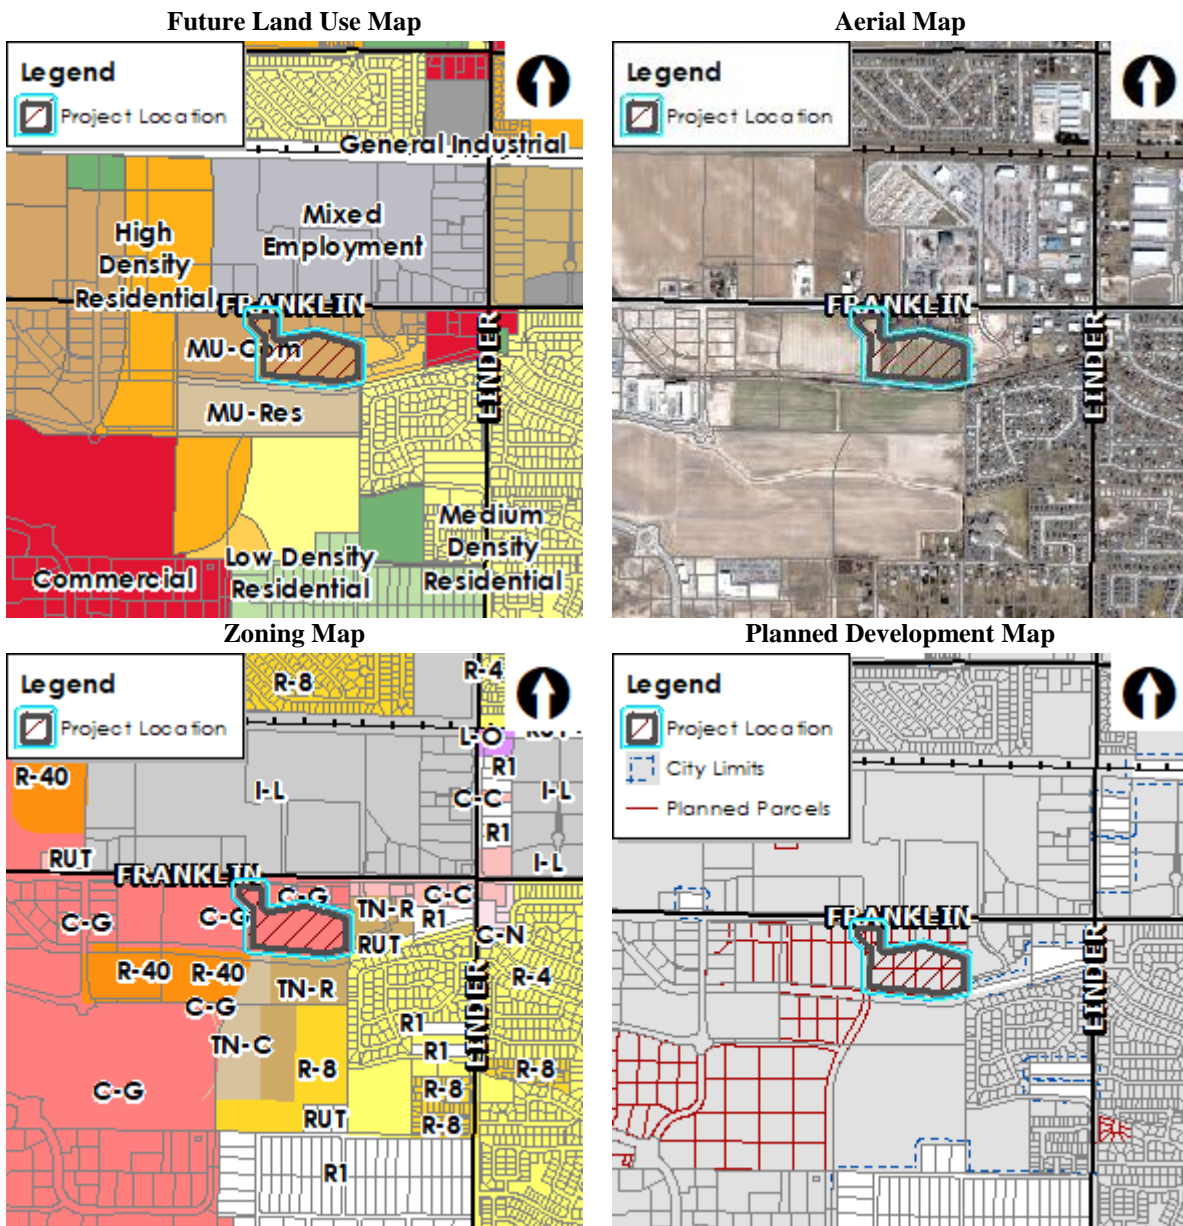 Future Land Use Map
Legend
Project Location
General Industrial
Mixed
Employment
High
Density
Residential
FRANKLIN
MU-Com
LINDER
MU-Res
Medium
Density
Residential
Low Density
Residential
Commercial
Aerial Map
Legend
Project Location
FRANKLIN
LINDER
Zoning Map
Legend
Project Location
R-8
R-4
L-O
R1
I-L
C-C
R1
I-L
I-L
R-40
RUT
FRANKLIN
C-G
C-G
C-G
TN-R
C-C
R1
RUT
C-N
R-40
R-40
C-G
TN-R
R-4
LINDER
TN-C
R1
R1
R-8
R-8
R-8
R-8
C-G
RUT
R1
Planned Development Map
Legend
Project Location
City Limits
Planned Parcels
FRANKLIN
LINDER